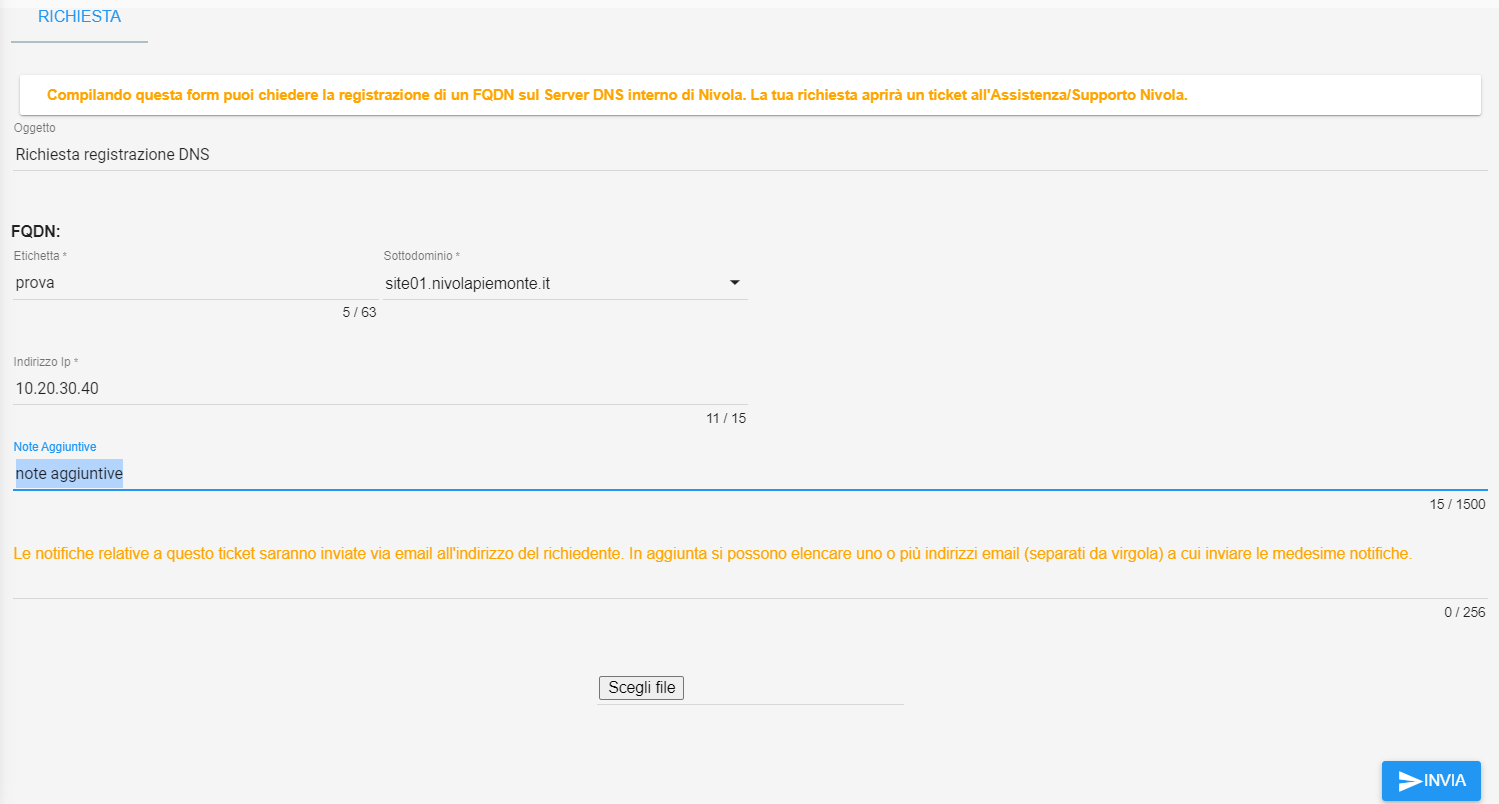 RICHIESTA
Compilando questa form puoi chiedere la registrazione di un FQDN sul Server DNS interno di Nivola. La tua richiesta aprirà un ticket all'Assistenza/Supporto Nivola.
Oggetto
Richiesta registrazione DNS
FQDN:
Etichetta * Sottodominio *
prova site01.nivolapiemonte.it
5 / 63
Indirizzo Ip *
10.20.30.40
11 / 15
Note Aggiuntive
note aggiuntive
15 / 1500
Le notifiche relative a questo ticket saranno inviate via email all'indirizzo del richiedente. In aggiunta si possono elencare uno o più indirizzi email (separati da virgola) a cui inviare le medesime notifiche.
0 / 256
Scegli file
INVIA